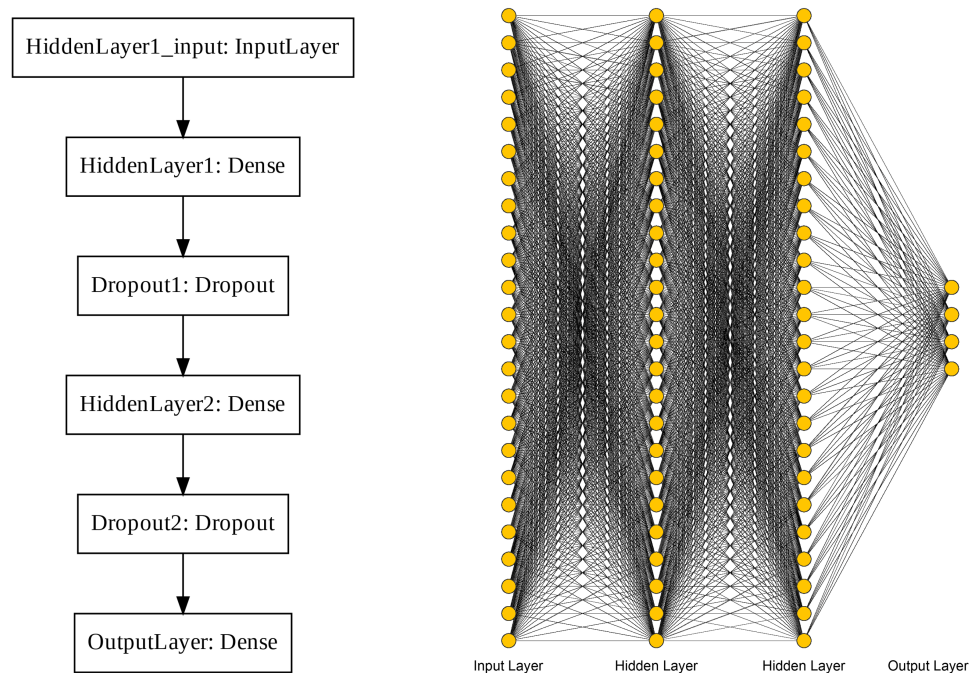 HiddenLayer1_input: InputLayer
HiddenLayer1: Dense
Dropout1: Dropout
HiddenLayer2: Dense
Dropout2: Dropout
OutputLayer: Dense
Input Layer
Hidden Layer
Hidden Layer
Output Layer